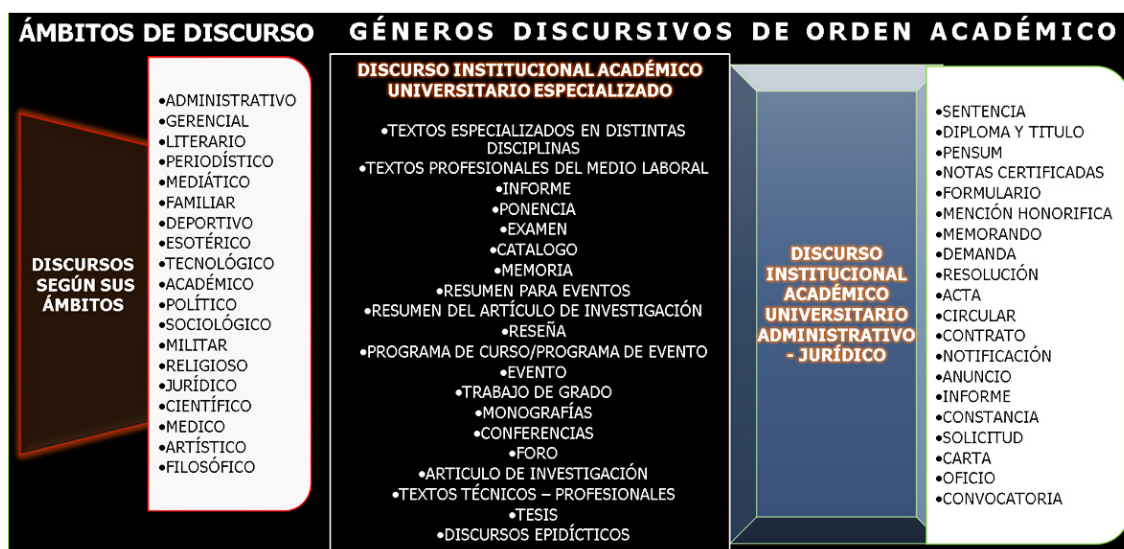 ÁMBITOS DE DISCURSO
DISCURSOS
SEGÚN SUS
ÁMBITOS
•ADMINISTRATIVO
•GERENCIAL
•LITERARIO
•PERIODÍSTICO
•MEDIÁTICO
•FAMILIAR
•DEPORTIVO
•ESOTÉRICO
•TECNOLÓGICO
•ACADÉMICO
•POLÍTICO
•SOCIOLÓGICO
•MILITAR
•RELIGIOSO
•JURÍDICO
•CIENTÍFICO
•MEDICO
•ARTÍSTICO
•FILOSÓFICO
GÉNEROS DISCURSIVOS DE ORDEN ACADÉMICO
DISCURSO INSTITUCIONAL ACADÉMICO
UNIVERSITARIO ESPECIALIZADO
•TEXTOS ESPECIALIZADOS EN DISTINTAS
DISCIPLINAS
•TEXTOS PROFESIONALES DEL MEDIO LABORAL
•INFORME
•PONENCIA
•EXAMEN
•CATALOGO
•MEMORIA
•RESUMEN PARA EVENTOS
•RESUMEN DEL ARTÍCULO DE INVESTIGACIÓN
•RESEÑA
•PROGRAMA DE CURSO/PROGRAMA DE EVENTO
•EVENTO
•TRABAJO DE GRADO
•MONOGRAFÍAS
•CONFERENCIAS
•FORO
•ARTICULO DE INVESTIGACIÓN
•TEXTOS TÉCNICOS – PROFESIONALES
•TESIS
•DISCURSOS EPIDÍCTICOS
DISCURSO
INSTITUCIONAL
ACADÉMICO
UNIVERSITARIO
ADMINISTRATIVO
- JURÍDICO
•SENTENCIA
•DIPLOMA Y TITULO
•PENSUM
•NOTAS CERTIFICADAS
•FORMULARIO
•MENCIÓN HONORIFICA
•MEMORANDO
•DEMANDA
•RESOLUCIÓN
•ACTA
•CIRCULAR
•CONTRATO
•NOTIFICACIÓN
•ANUNCIO
•INFORME
•CONSTANCIA
•SOLICITUD
•CARTA
•OFICIO
•CONVOCATORIA